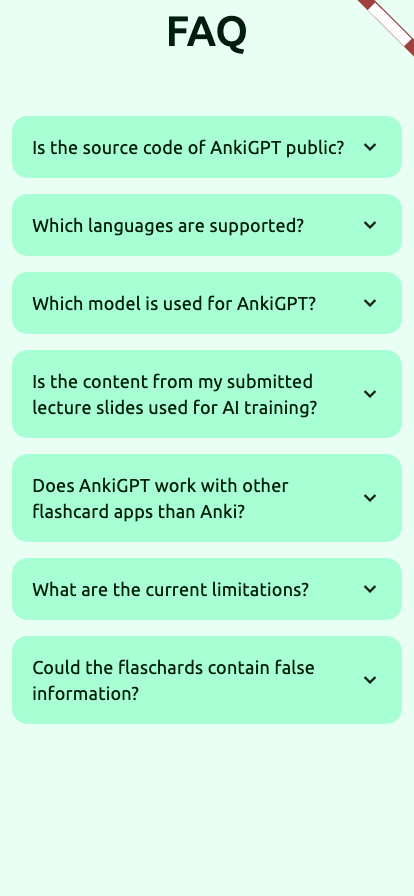 FAQ
Is the source code of AnkiGPT public?
Which languages are supported?
Which model is used for AnkiGPT?
Is the content from my submitted
lecture slides used for AI training?
Does AnkiGPT work with other
flashcard apps than Anki?
What are the current limitations?
Could the flaschards contain false
information?